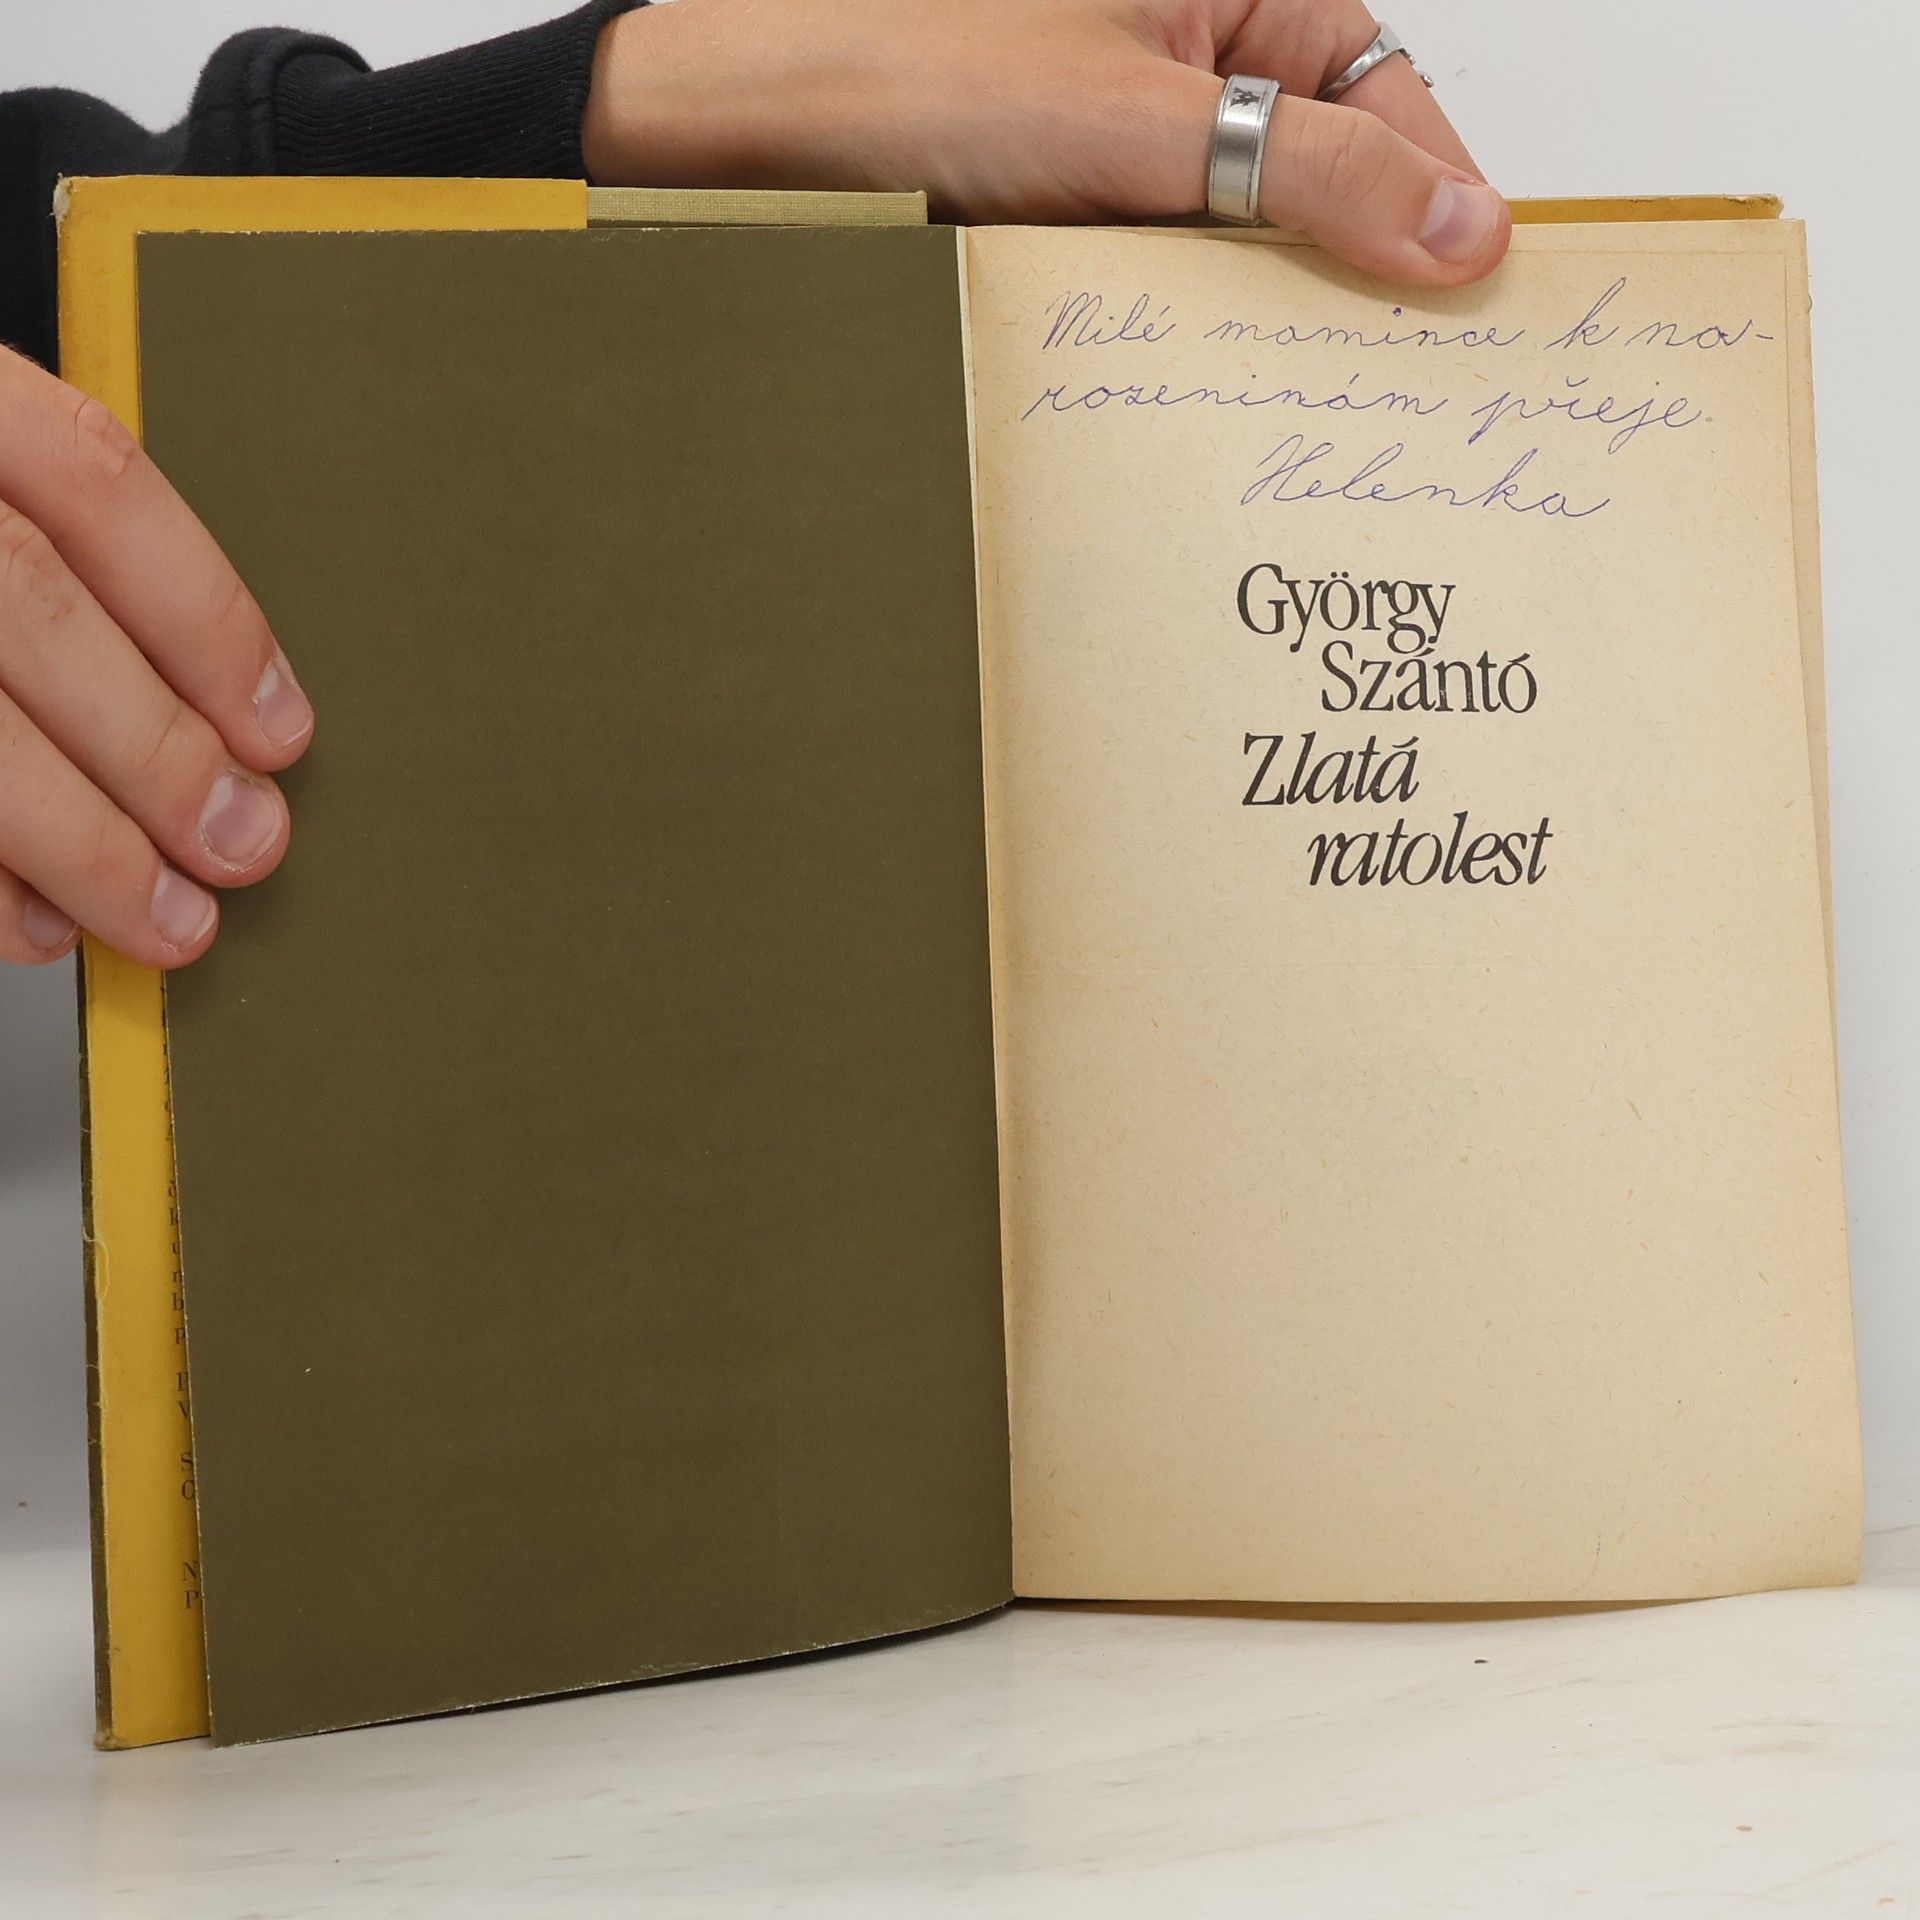 Milé mamince k na-
rozeninám přeje.
Helenka
György
Szántó
Zlatá
ratolest